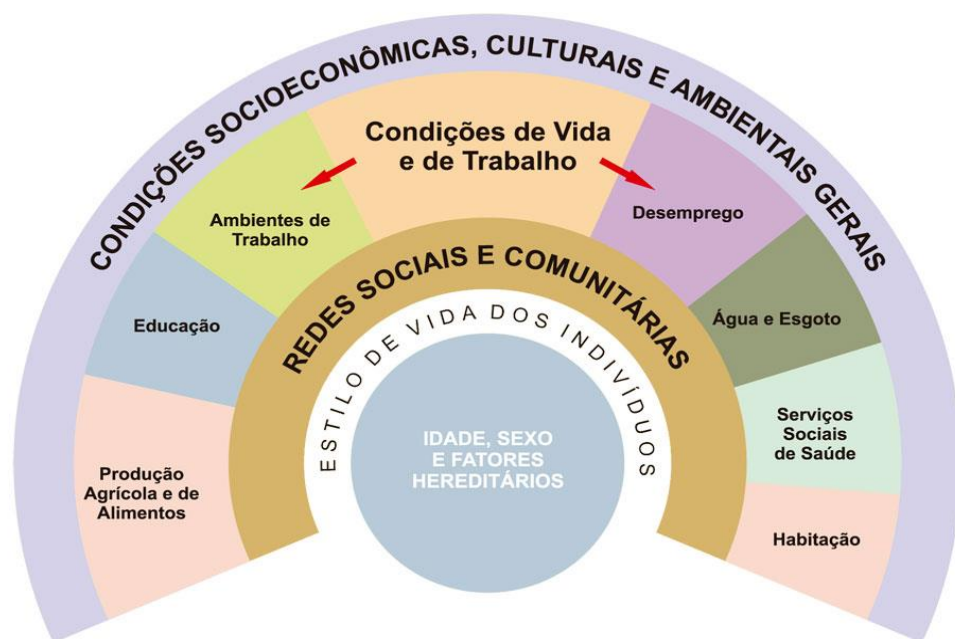 CONDIÇÕES SOCIOECONÔMICAS, CULTURAIS E AMBIENTAIS GERAIS
Condições de Vida
e de Trabalho
Ambientes de
Trabalho
Desemprego
Educação
Água e Esgoto
Produção
Agrícola e de
Alimentos
Serviços
Sociais
de Saúde
Habitação
REDES SOCIAIS E COMUNITÁRIAS
ESTILO DE VIDA DOS INDIVÍDUOS
IDADE, SEXO
E FATORES
HEREDITÁRIOS